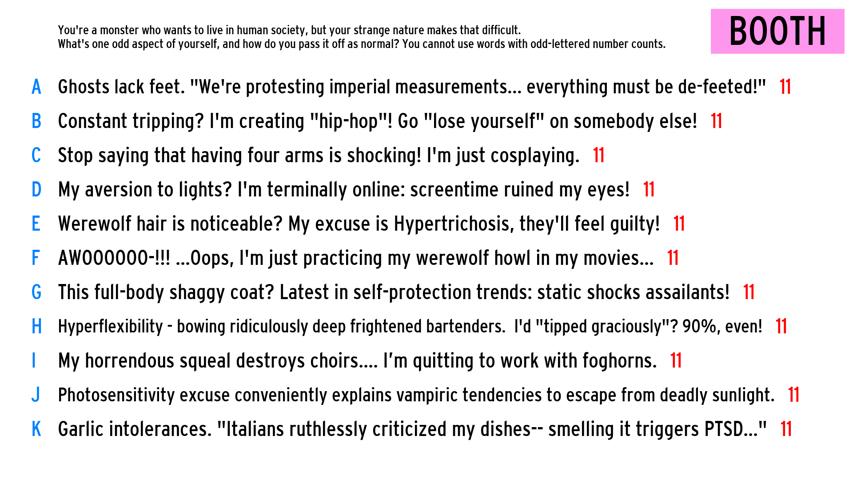 You're a monster who wants to live in human society, but your strange nature makes that difficult.
What's one odd aspect of yourself, and how do you pass it off as normal? You cannot use words with odd-lettered number counts.
BOOTH
A Ghosts lack feet. "We're protesting imperial measurements... everything must be de-feeted!" 11
B Constant tripping? I'm creating "hip-hop"! Go "lose yourself" on somebody else! 11
C Stop saying that having four arms is shocking! I'm just cosplaying. 11
D My aversion to lights? I'm terminally online: screentime ruined my eyes! 11
E Werewolf hair is noticeable? My excuse is Hypertrichosis, they'll feel guilty! 11
F AWOOOOOO-!!! ...Oops, I'm just practicing my werewolf howl in my movies... 11
G This full-body shaggy coat? Latest in self-protection trends: static shocks assailants! 11
H Hyperflexibility - bowing ridiculously deep frightened bartenders. I'd "tipped graciously"? 90%, even! 11
I My horrendous squeal destroys choirs.... I’m quitting to work with foghorns. 11
J Photosensitivity excuse conveniently explains vampiric tendencies to escape from deadly sunlight. 11
K Garlic intolerances. "Italians ruthlessly criticized my dishes-- smelling it triggers PTSD..." 11